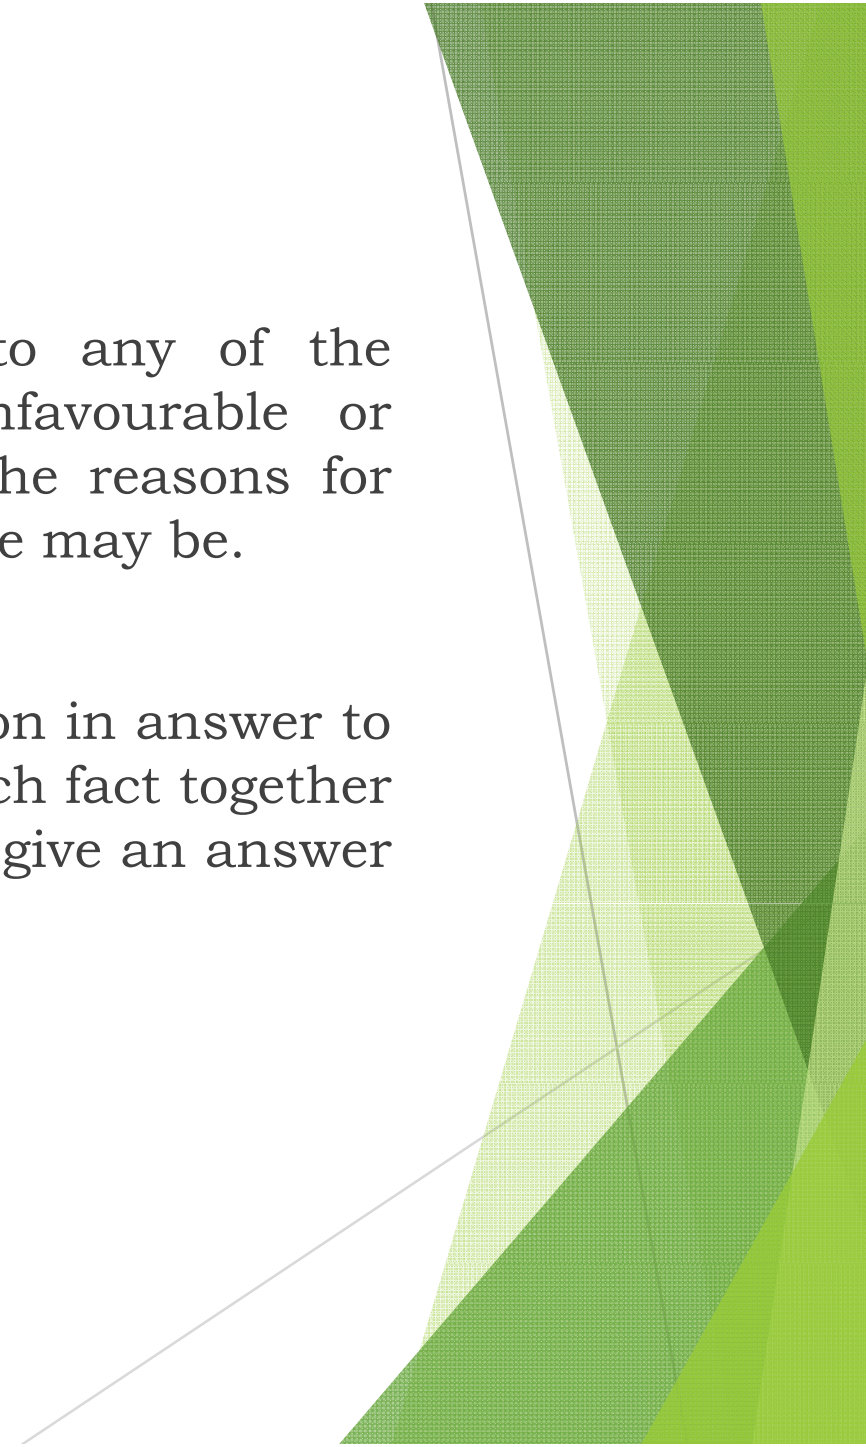 to any of the
nfavourable or
he reasons for
e may be.
on in answer to
ch fact together
give an answer